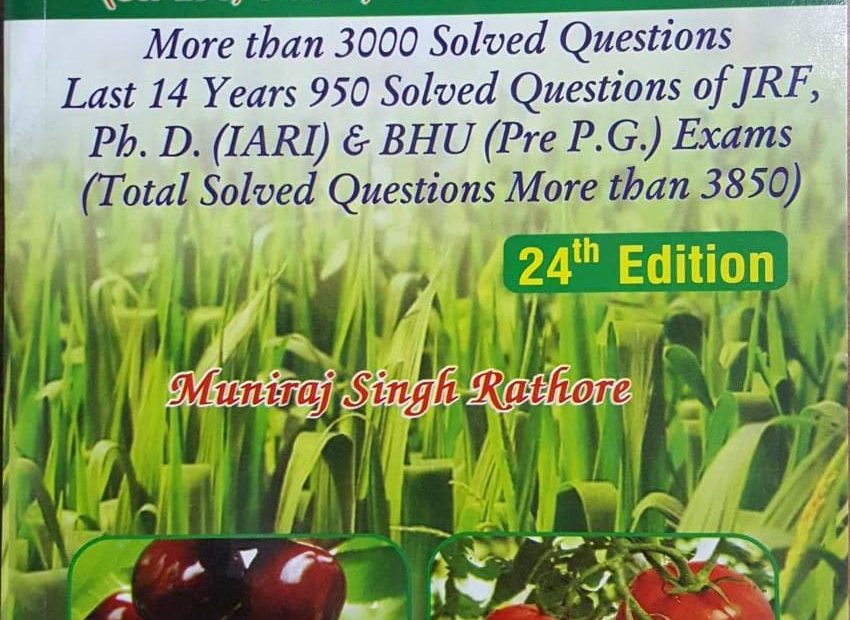 More than 3000 Solved Questions
Last 14 Years 950 Solved Questions of JRF,
Ph. D. (IARI) & BHU (Pre P.G.) Exams
(Total Solved Questions More than 3850)
24th Edition
Muniraj Singh Rathore